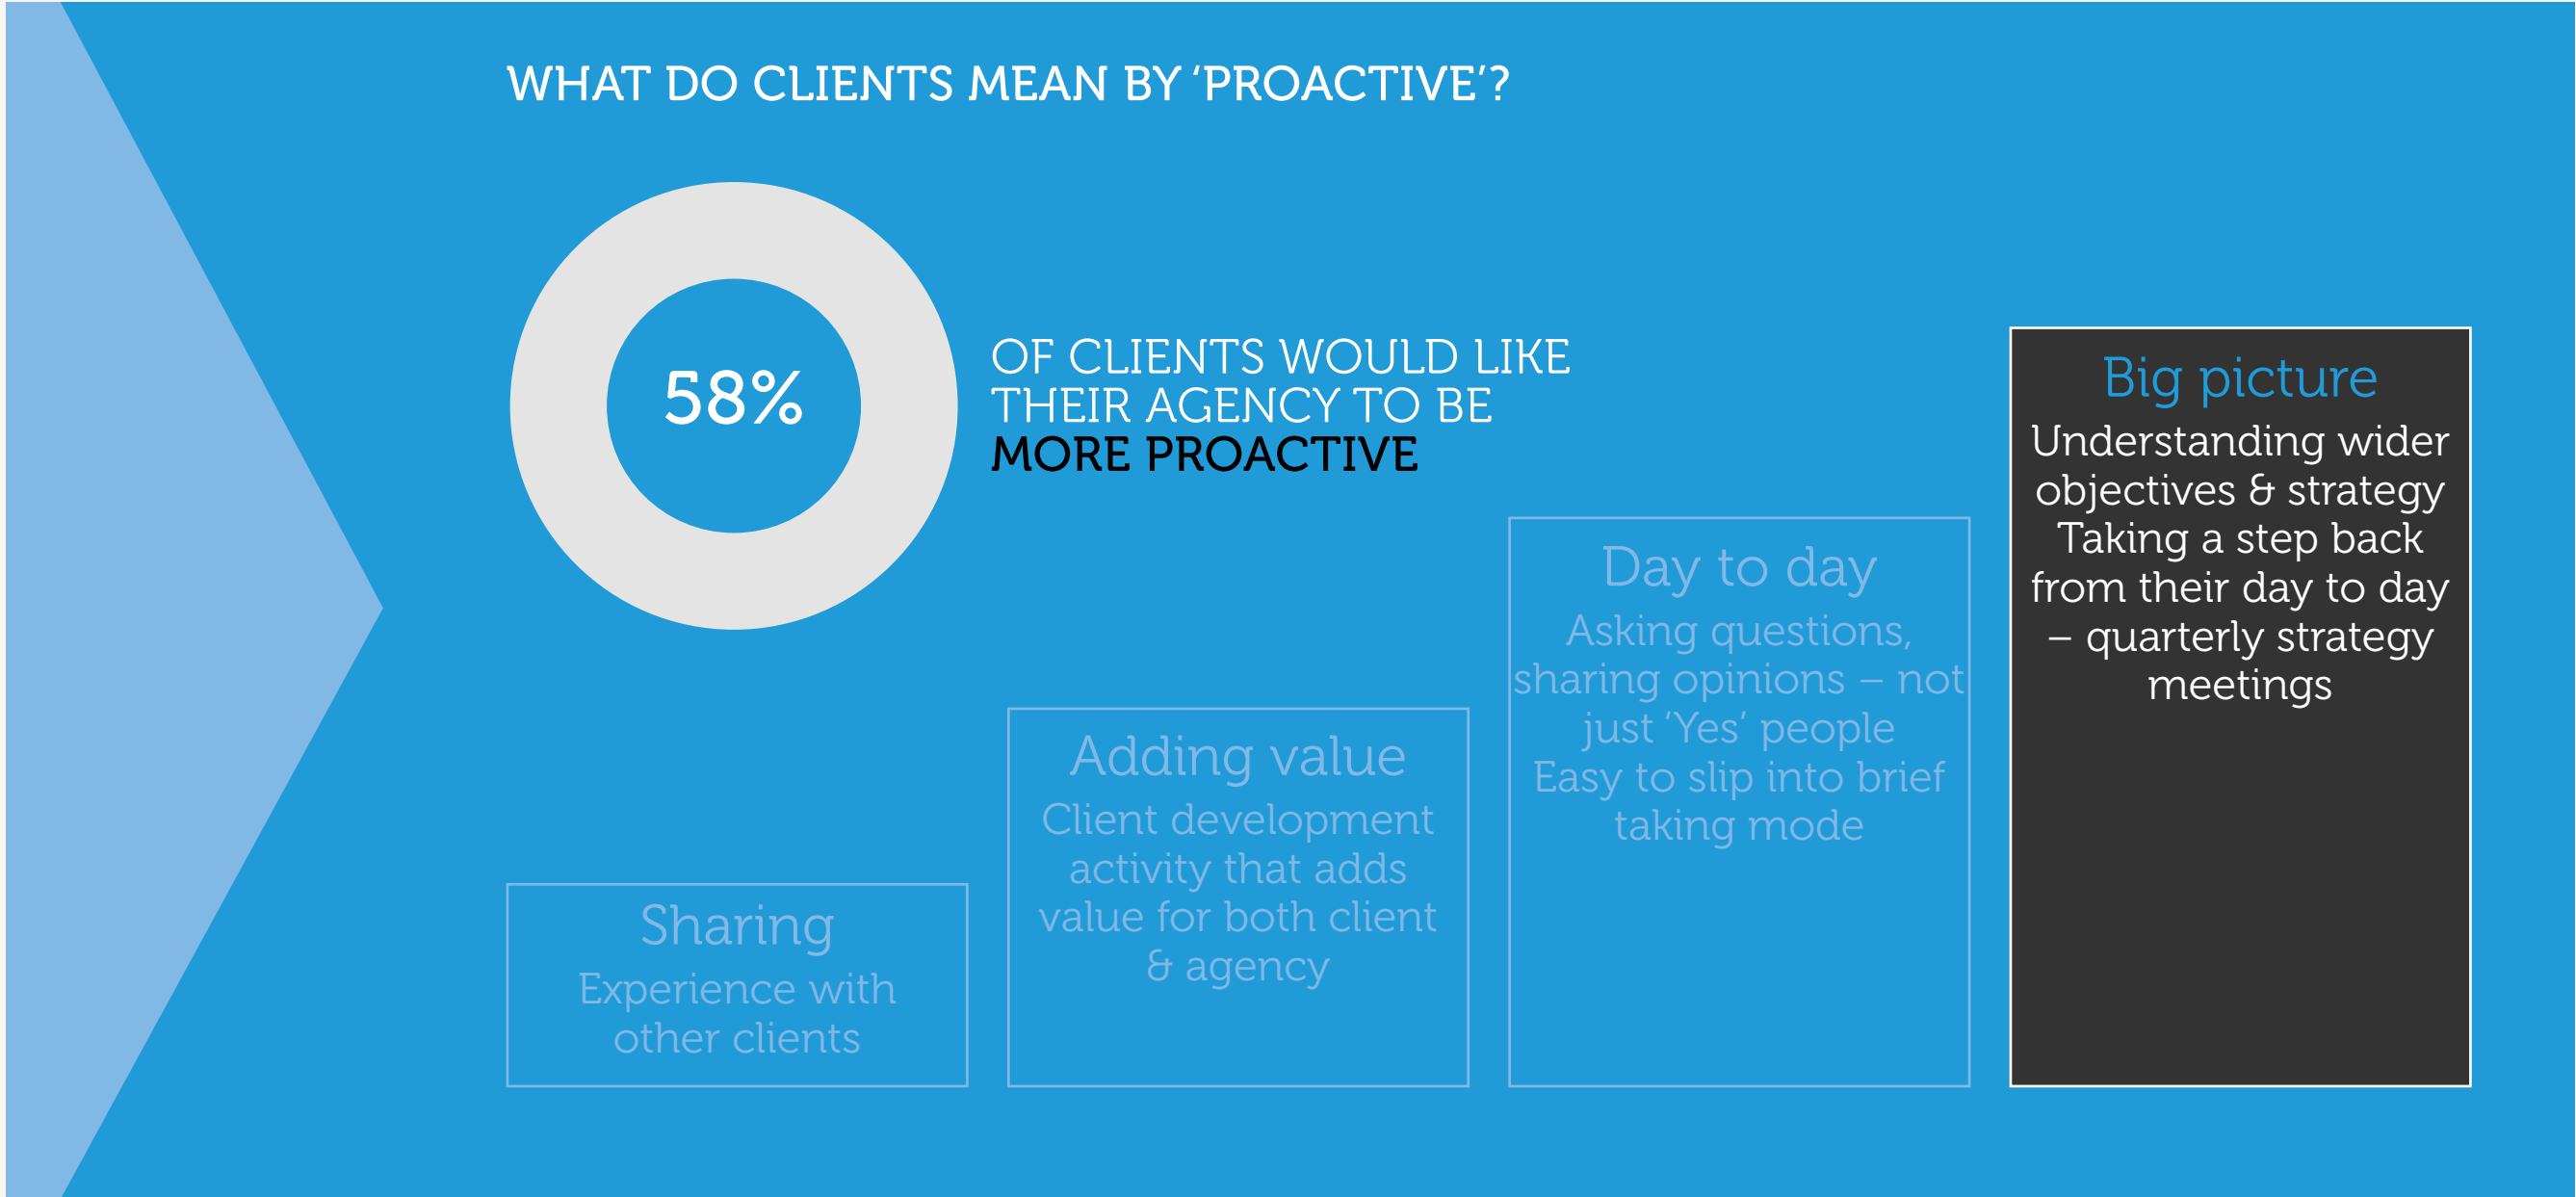 WHAT DO CLIENTS MEAN BY ‘PROACTIVE’?
58%
OF CLIENTS WOULD LIKE
THEIR AGENCY TO BE
MORE PROACTIVE
Sharing
Experience with
other clients
Adding value
Client development
activity that adds
value for both client
& agency
Day to day
Asking questions,
sharing opinions – not
just ‘Yes’ people
Easy to slip into brief
taking mode
Big picture
Understanding wider
objectives & strategy
Taking a step back
from their day to day
– quarterly strategy
meetings